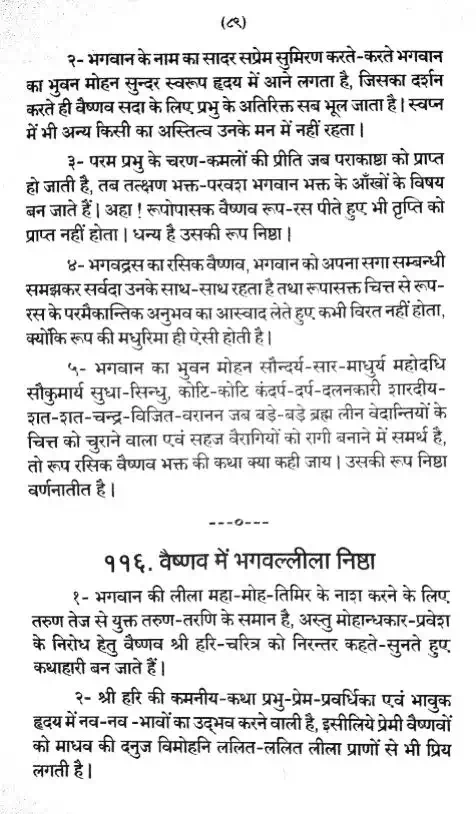 (८९)
२- भगवान के नाम का सादर सप्रेम सुमिरण करते-करते भगवान
का भुवन मोहन सुन्दर स्वरूप हृदय में आने लगता है, जिसका दर्शन
करते ही वैष्णव सदा के लिए प्रभु के अतिरिक्त सब भूल जाता है। स्वप्न
में भी अन्य किसी का अस्तित्व उनके मन में नहीं रहता।
३- परम प्रभु के चरण-कमलों की प्रीति जब पराकाष्ठा को प्राप्त
हो जाती है, तब तत्क्षण भक्त-परवश भगवान भक्त के आँखों के विषय
बन जाते हैं। अहा ! रूपोपासक वैष्णव रूप-रस पीते हुए भी तृप्ति को
प्राप्त नहीं होता। धन्य है उसकी रूप निष्ठा।
४- भगवद्रस का रसिक वैष्णव, भगवान को अपना सगा सम्बन्धी
समझकर सर्वदा उनके साथ-साथ रहता है तथा रूपासक्त चित्त से रूप-
रस के परमैकान्तिक अनुभव का आस्वाद लेते हुए कभी विरत नहीं होता,
क्योंकि रूप की मधुरिमा ही ऐसी होती है।
५- भगवान का भुवन मोहन सौन्दर्य-सार-माधुर्य महोदधि
सौकुमार्य सुधा-सिन्धु, कोटि-कोटि कंदर्प-दर्प-दलनकारी शारदीय-
शत-शत-चन्द्र-विजित-वरानन जब बड़े-बड़े ब्रह्म लीन वेदान्तियों के
चित्त को चुराने वाला एवं सहज वैरागियों को रागी बनाने में समर्थ है,
तो रूप रसिक वैष्णव भक्त की कथा क्या कही जाय। उसकी रूप निष्ठा
वर्णनातीत है।
---०---
११६. वैष्णव में भगवल्लीला निष्ठा
१- भगवान की लीला महा-मोह-तिमिर के नाश करने के लिए
तरुण तेज से युक्त तरुण-तरणि के समान है, अस्तु मोहान्धकार-प्रवेश
के निरोध हेतु वैष्णव श्री हरि-चरित्र को निरन्तर कहते-सुनते हुए
कथाहारी बन जाते हैं।
२- श्री हरि की कमनीय-कथा प्रभु-प्रेम-प्रवर्धिका एवं भावुक
हृदय में नव-नव -भावों का उद्भव करने वाली है, इसीलिये प्रेमी वैष्णवों
को माधव की दनुज विमोहनि ललित-ललित लीला प्राणों से भी प्रिय
लगती है।